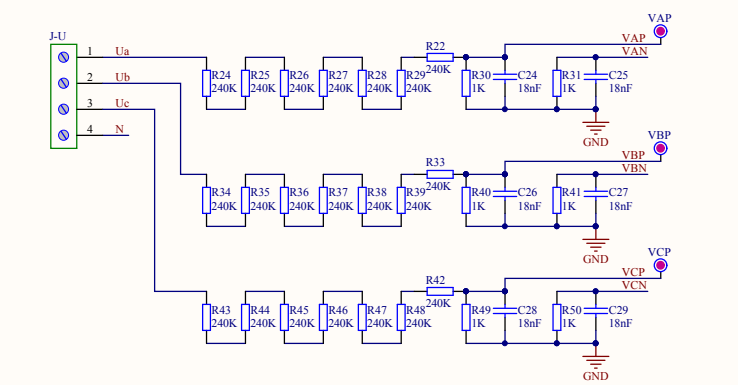 J-U
1 Ua
2 Ub
3 Uc
4 N
VAP
VAP
VAN
R22
240K
R24 240K
R25 240K
R26 240K
R27 240K
R28 240K
R29 240K
R30 1K
C24 18nF
R31 1K
C25 18nF
GND
VBP
VBP
VBN
R33
240K
R34 240K
R35 240K
R36 240K
R37 240K
R38 240K
R39 240K
R40 1K
C26 18nF
R41 1K
C27 18nF
GND
VCP
VCP
VCN
R42
240K
R43 240K
R44 240K
R45 240K
R46 240K
R47 240K
R48 240K
R49 1K
C28 18nF
R50 1K
C29 18nF
GND